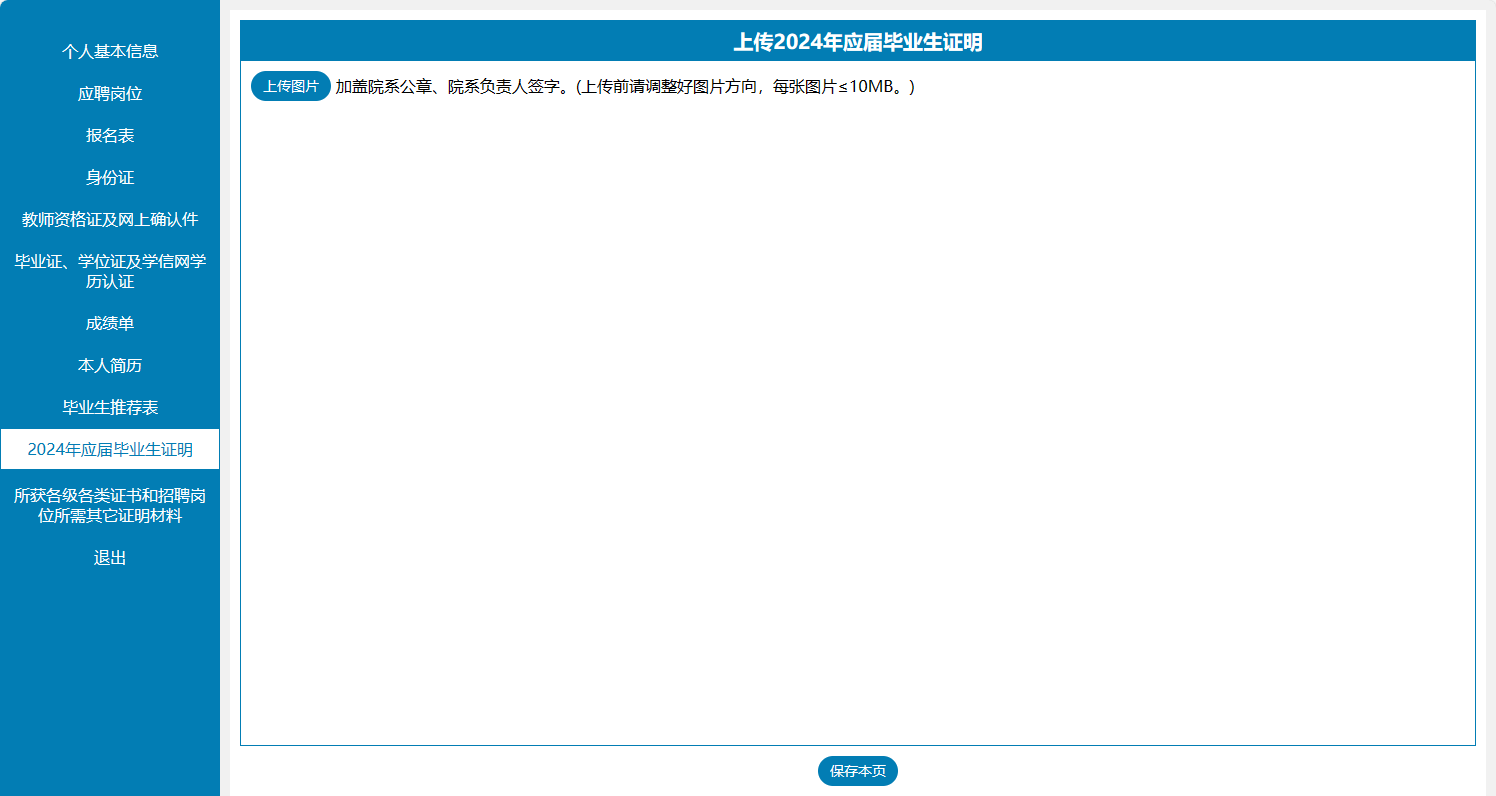 个人基本信息
应聘岗位
报名表
身份证
教师资格证及网上确认件
毕业证、学位证及学信网学
历认证
成绩单
本人简历
毕业生推荐表
2024年应届毕业生证明
所获各级各类证书和招聘岗
位所需其它证明材料
退出
上传2024年应届毕业生证明
上传图片 加盖院系公章、院系负责人签字。(上传前请调整好图片方向，每张图片≤10MB。)
保存本页